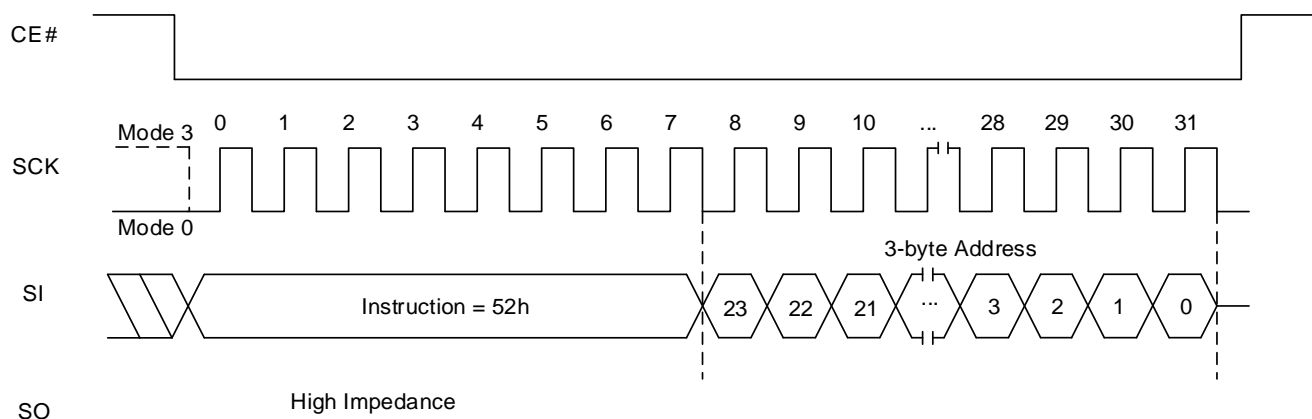 CE#
0 1 2 3 4 5 6 7 8 9 10 ... 28 29 30 31
Mode 3
SCK
Mode 0
3-byte Address
SI
Instruction = 52h
23 22 21 ... 3 2 1 0
High Impedance
SO